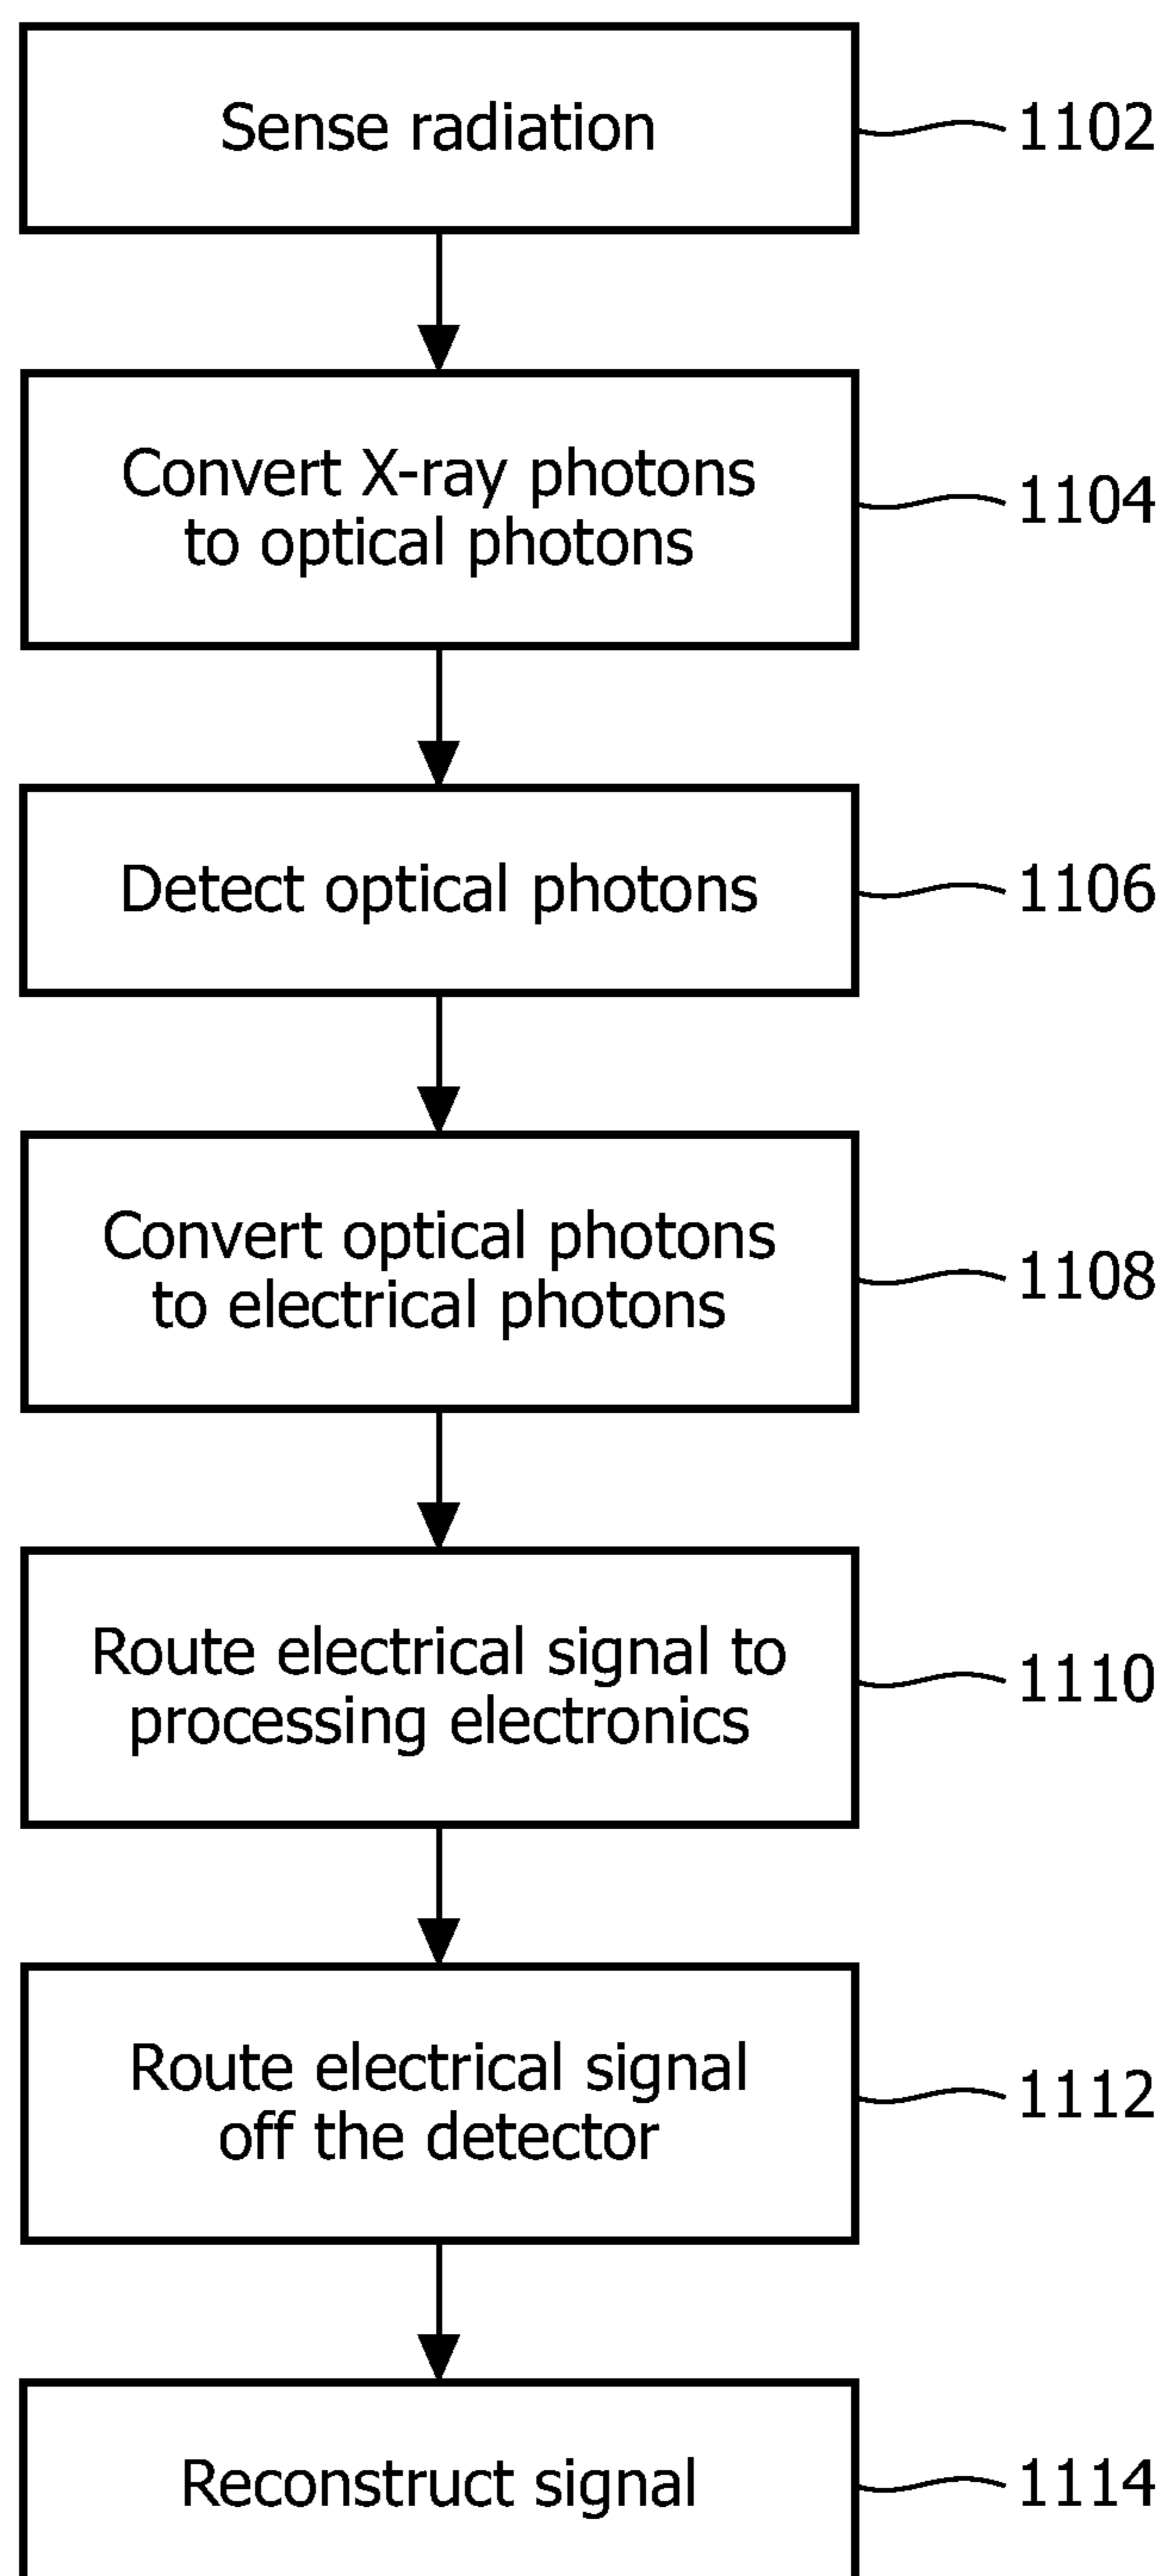 Sense radiation
1102
Convert X-ray photons
to optical photons
1104
Detect optical photons
1106
Convert optical photons
to electrical photons
1108
Route electrical signal to
processing electronics
1110
Route electrical signal
off the detector
1112
Reconstruct signal
1114